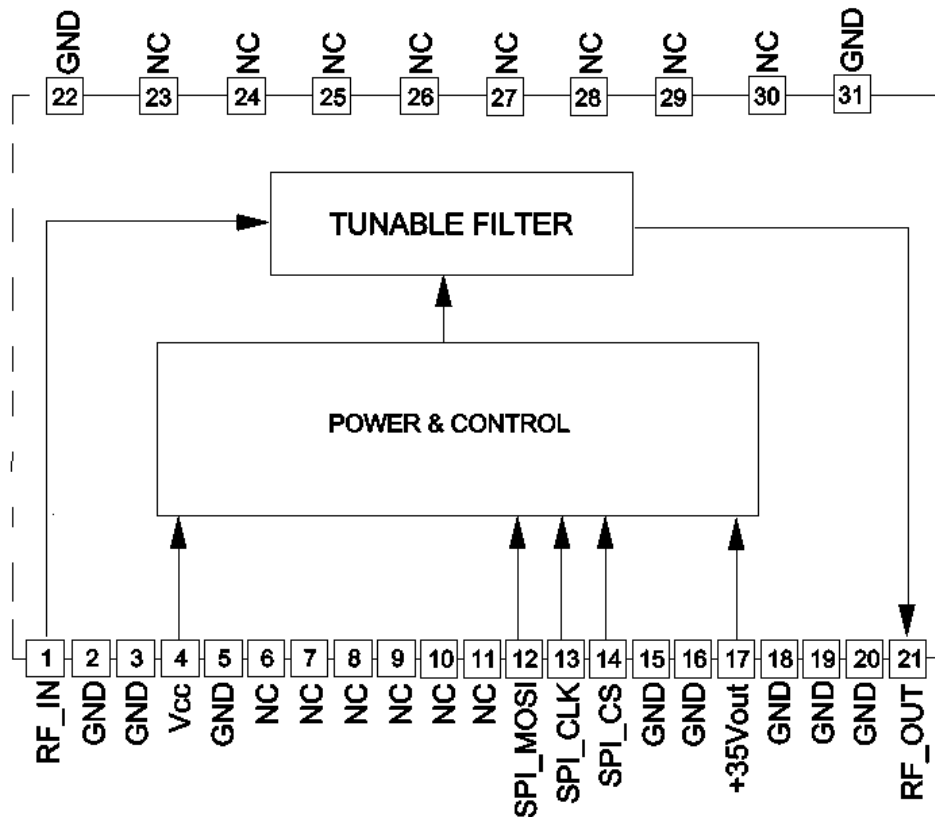 GND NC NC NC NC NC NC NC NC GND
22 23 24 25 26 27 28 29 30 31
TUNABLE FILTER
POWER & CONTROL
1 2 3 4 5 6 7 8 9 10 11 12 13 14 15 16 17 18 19 20 21
RF_IN GND GND Vcc GND NC NC NC NC NC NC SPI_MOSI SPI_CLK SPI_CS GND GND +35Vout GND GND GND RF_OUT